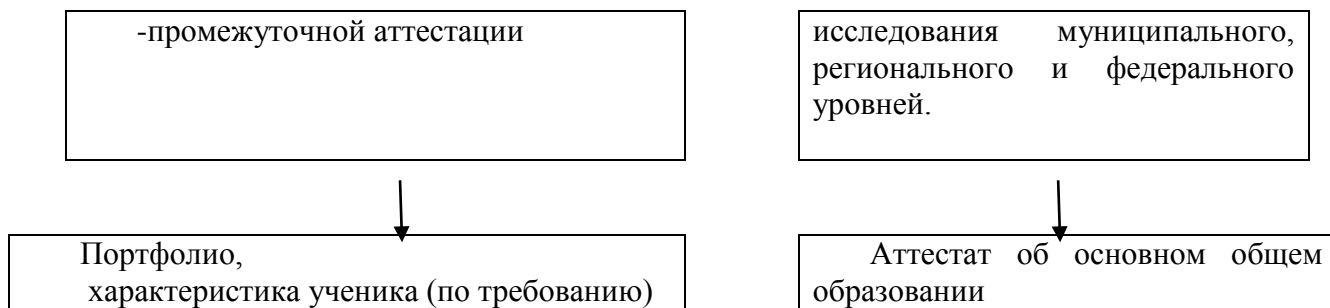 -промежуточной аттестации
исследования муниципального,
регионального и федерального
уровней.
Портфолио,
характеристика ученика (по требованию)
Аттестат об основном общем
образовании